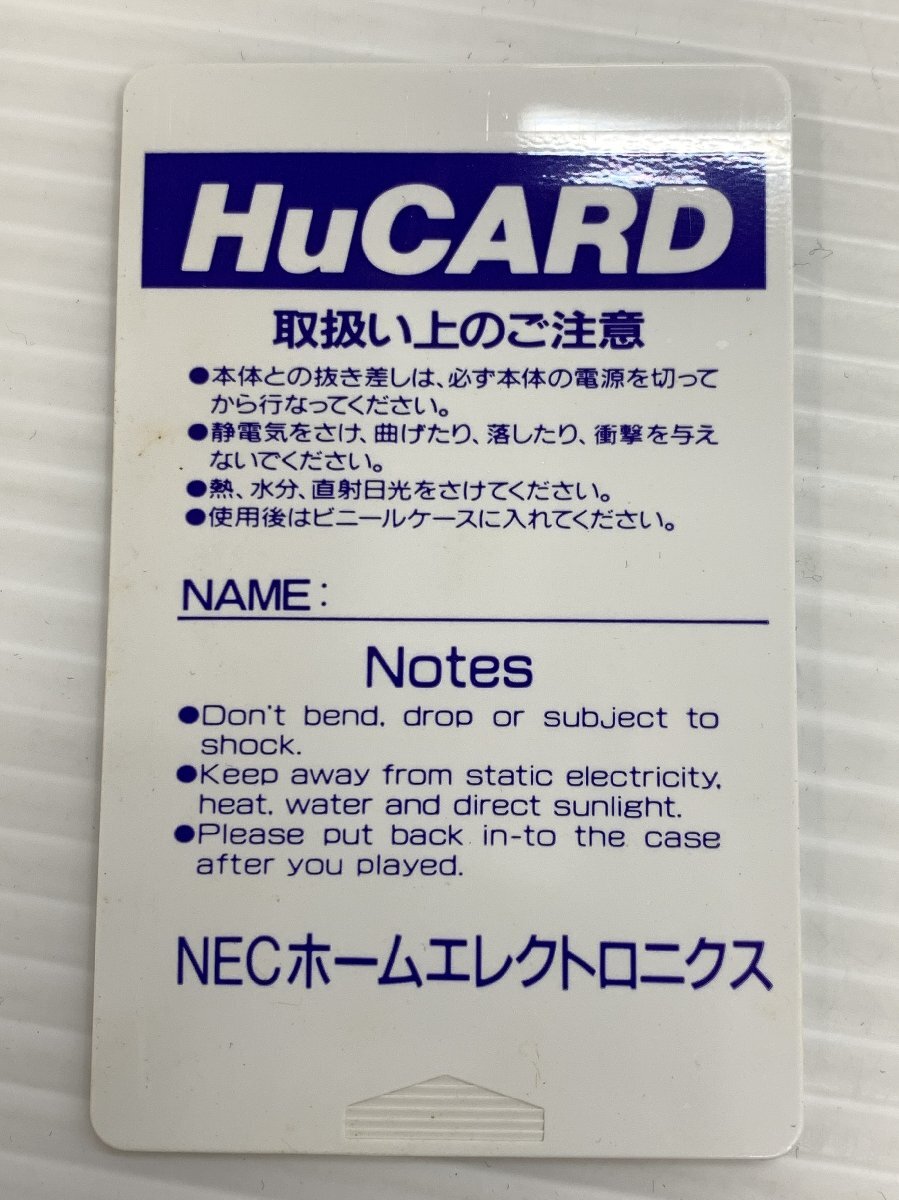 HuCARD
取扱い上のご注意
●本体との抜き差しは、必ず本体の電源を切って
から行なってください。
●静電気をさけ、曲げたり、落したり、衝撃を与え
ないでください。
●熱、水分、直射日光をさけてください。
●使用後はビニールケースに入れてください。
NAME:
Notes
●Don't bend, drop or subject to
shock.
●Keep away from static electricity,
heat, water and direct sunlight.
●Please put back in-to the case
after you played.
NECホームエレクトロニクス